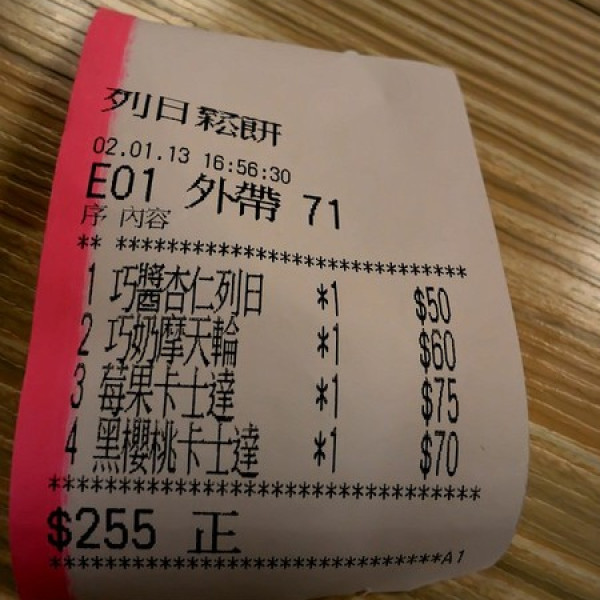 列日鬆餅
02.01.13 16:56:30
E01 外帶 71
序 內容
** ******************************
1 巧醬杏仁列日 *1 $50
2 巧奶摩天輪 *1 $60
3 莓果卡士達 *1 $75
4 黑櫻桃卡士達 *1 $70
**********************************
$255 正
********************************A1